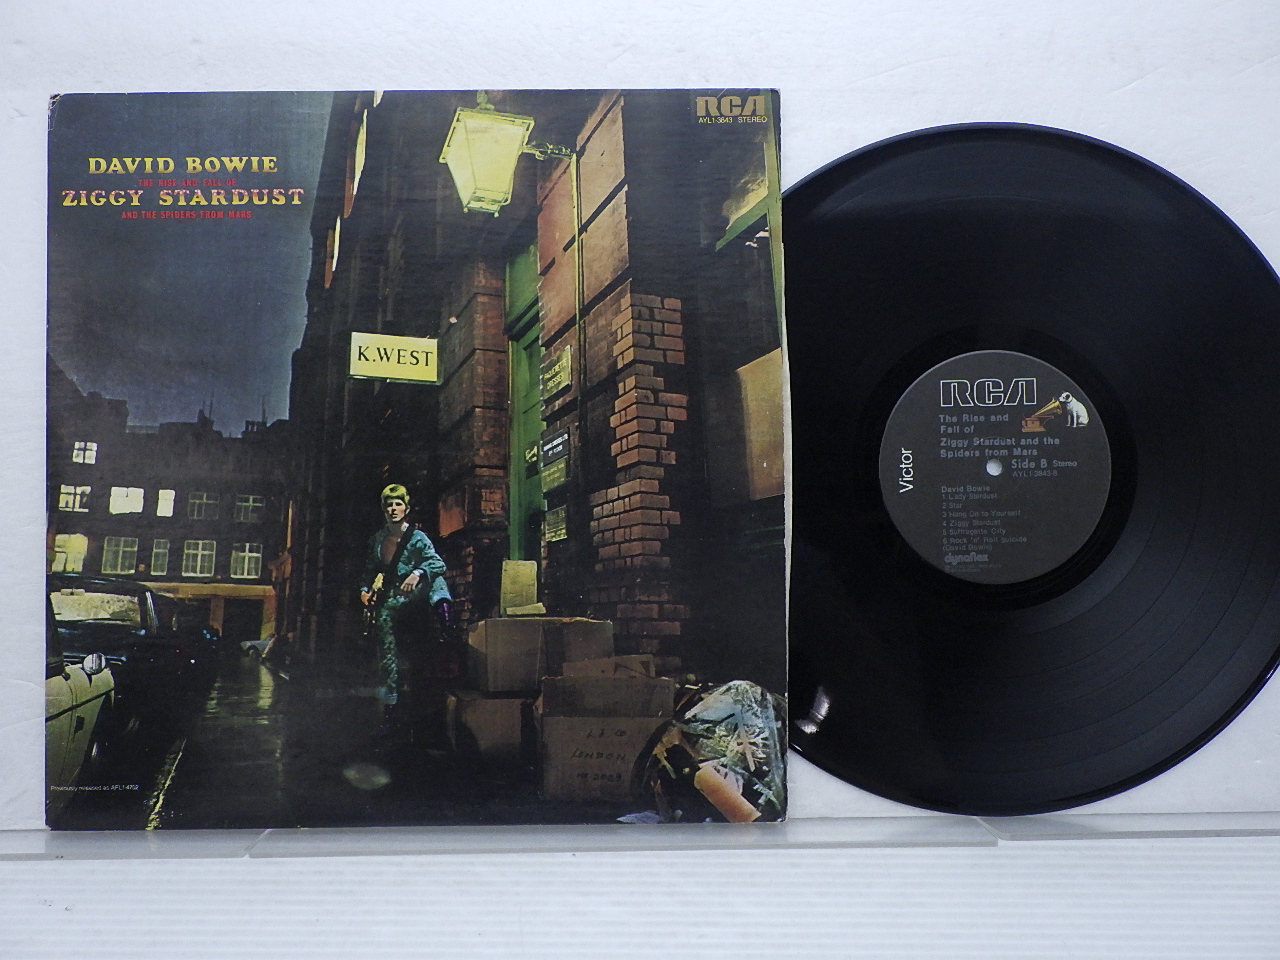 DAVID BOWIE
THE RISE AND FALL OF
ZIGGY STARDUST
AND THE SPIDERS FROM MARS
RCA
AYL1-3843 STEREO
K.WEST
LONDON
Previously released as AFL1-4702
RCA
The Rise and
Fall of
Ziggy Stardust and the
Spiders from Mars
Victor
Side B Stereo
AYL1-3843 B
David Bowie
1 Lady Stardust
2 Star
3 Hang On to Yourself
4 Ziggy Stardust
5 Suffragette City
6 Rock 'n' Roll Suicide
(David Bowie)
dynaflex